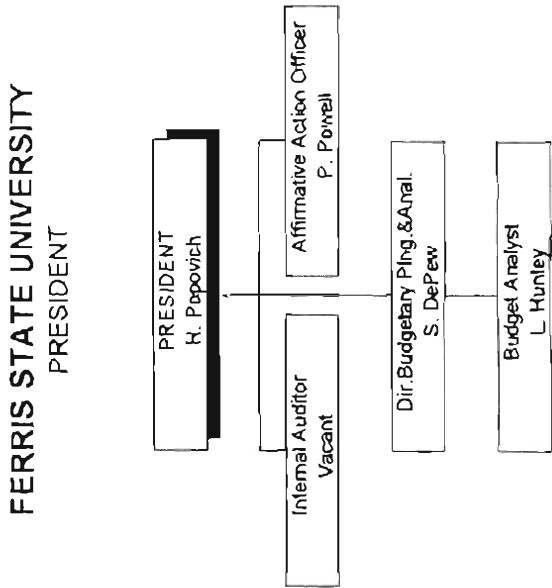 FERRIS STATE UNIVERSITY
PRESIDENT
PRESIDENT
H. Popovich
Internal Auditor
Vacant
Affirmative Action Officer
P. Powell
Dir.Budgetary Plng.&Anal.
S. DePew
Budget Analyst
L. Hunley